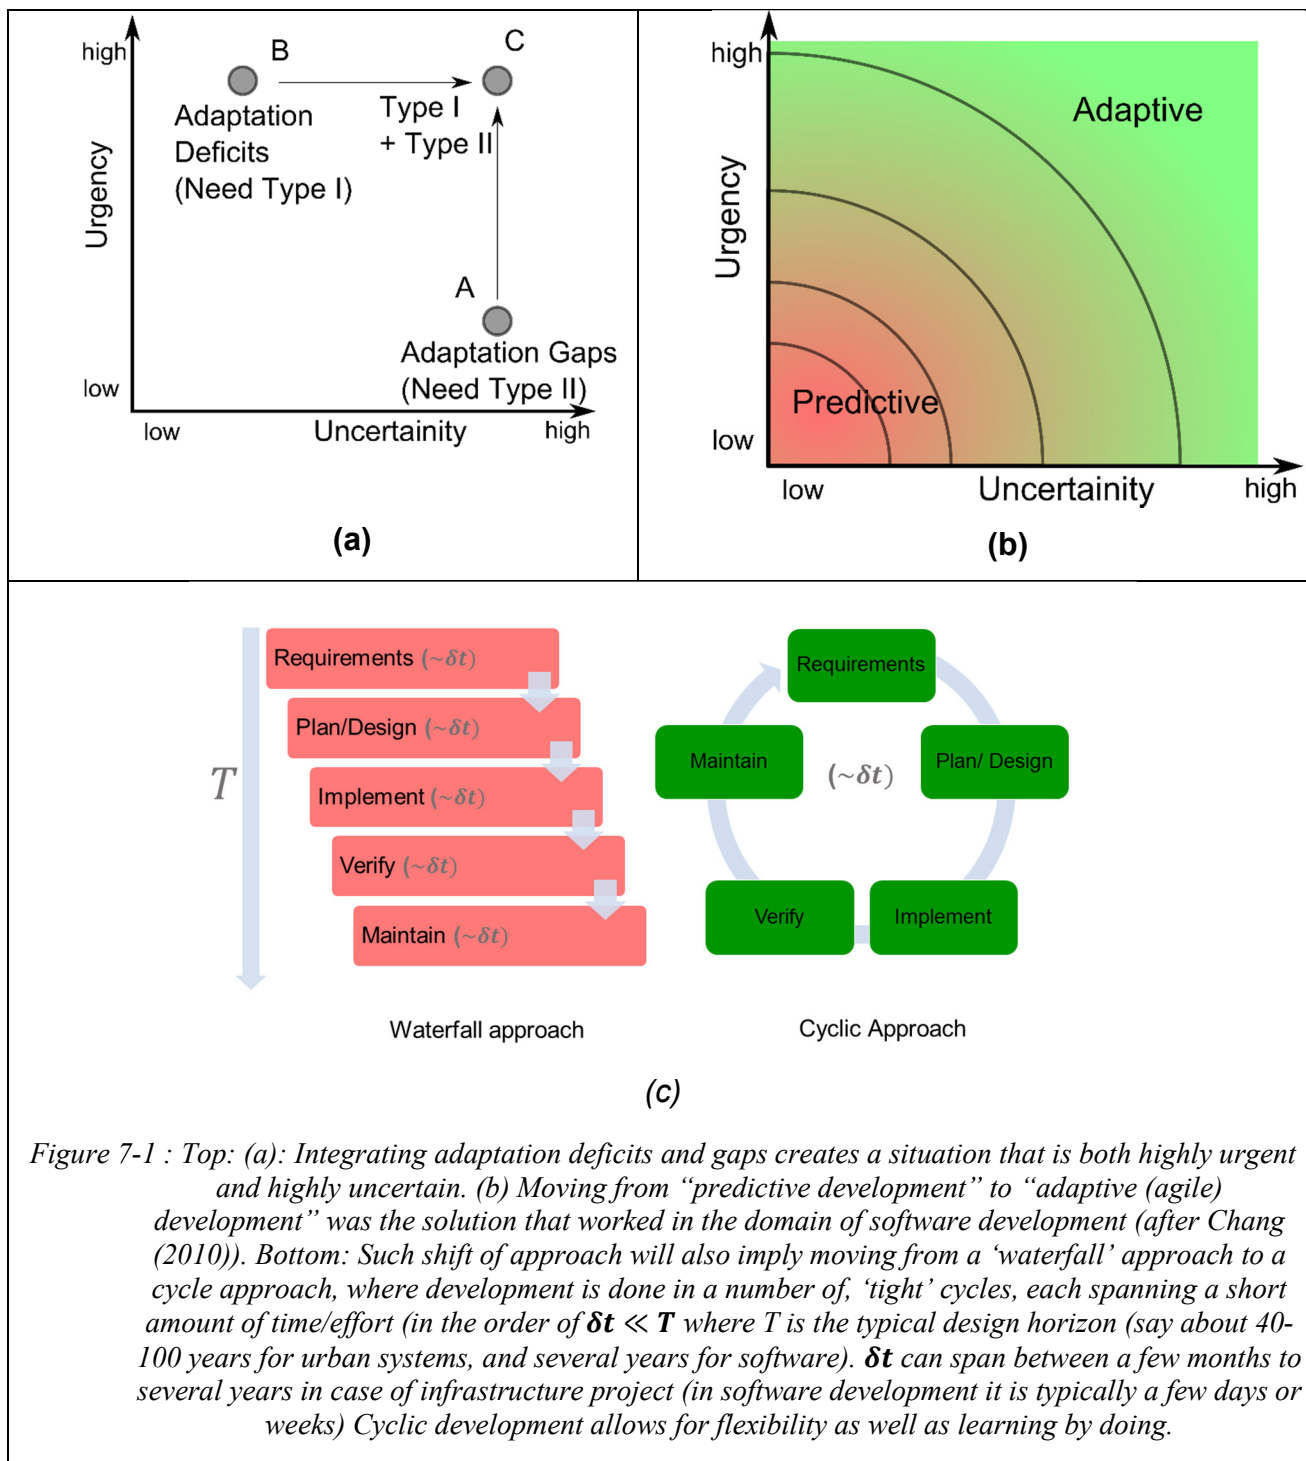 high
B
C
Adaptation
Deficits
(Need Type I)
Type I
+ Type II
Urgency
A
Adaptation Gaps
(Need Type II)
low
low
Uncertainity
high
(a)
high
Adaptive
Urgency
Predictive
low
low
Uncertainity
high
(b)
T
Requirements (~δt)
Plan/Design (~δt)
Implement (~δt)
Verify (~δt)
Maintain (~δt)
Waterfall approach
Requirements
Maintain
(~δt)
Plan/ Design
Verify
Implement
Cyclic Approach
(c)
Figure 7-1 : Top: (a): Integrating adaptation deficits and gaps creates a situation that is both highly urgent
and highly uncertain. (b) Moving from “predictive development” to “adaptive (agile)
development” was the solution that worked in the domain of software development (after Chang
(2010)). Bottom: Such shift of approach will also imply moving from a ‘waterfall’ approach to a
cycle approach, where development is done in a number of, ‘tight’ cycles, each spanning a short
amount of time/effort (in the order of δt ≪ T where T is the typical design horizon (say about 40-
100 years for urban systems, and several years for software). δt can span between a few months to
several years in case of infrastructure project (in software development it is typically a few days or
weeks) Cyclic development allows for flexibility as well as learning by doing.